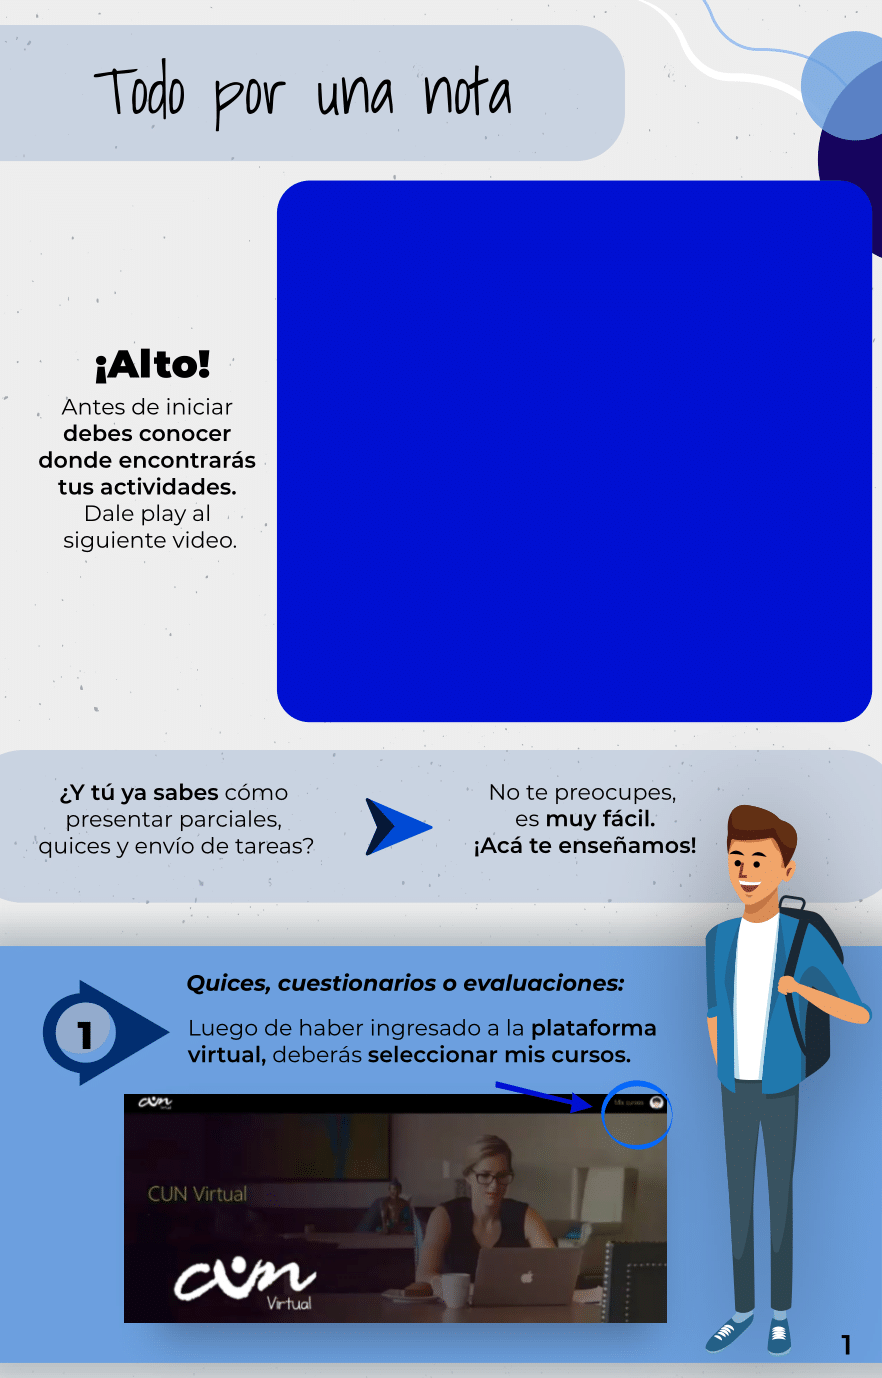 Todo por una nota
¡Alto!
Antes de iniciar
debes conocer
donde encontrarás
tus actividades.
Dale play al
siguiente video.
¿Y tú ya sabes cómo
presentar parciales,
quices y envío de tareas?
No te preocupes,
es muy fácil.
¡Acá te enseñamos!
1
Quices, cuestionarios o evaluaciones:
Luego de haber ingresado a la plataforma
virtual, deberás seleccionar mis cursos.
cun
Virtual
Mis cursos
CUN Virtual
cun
Virtual
1